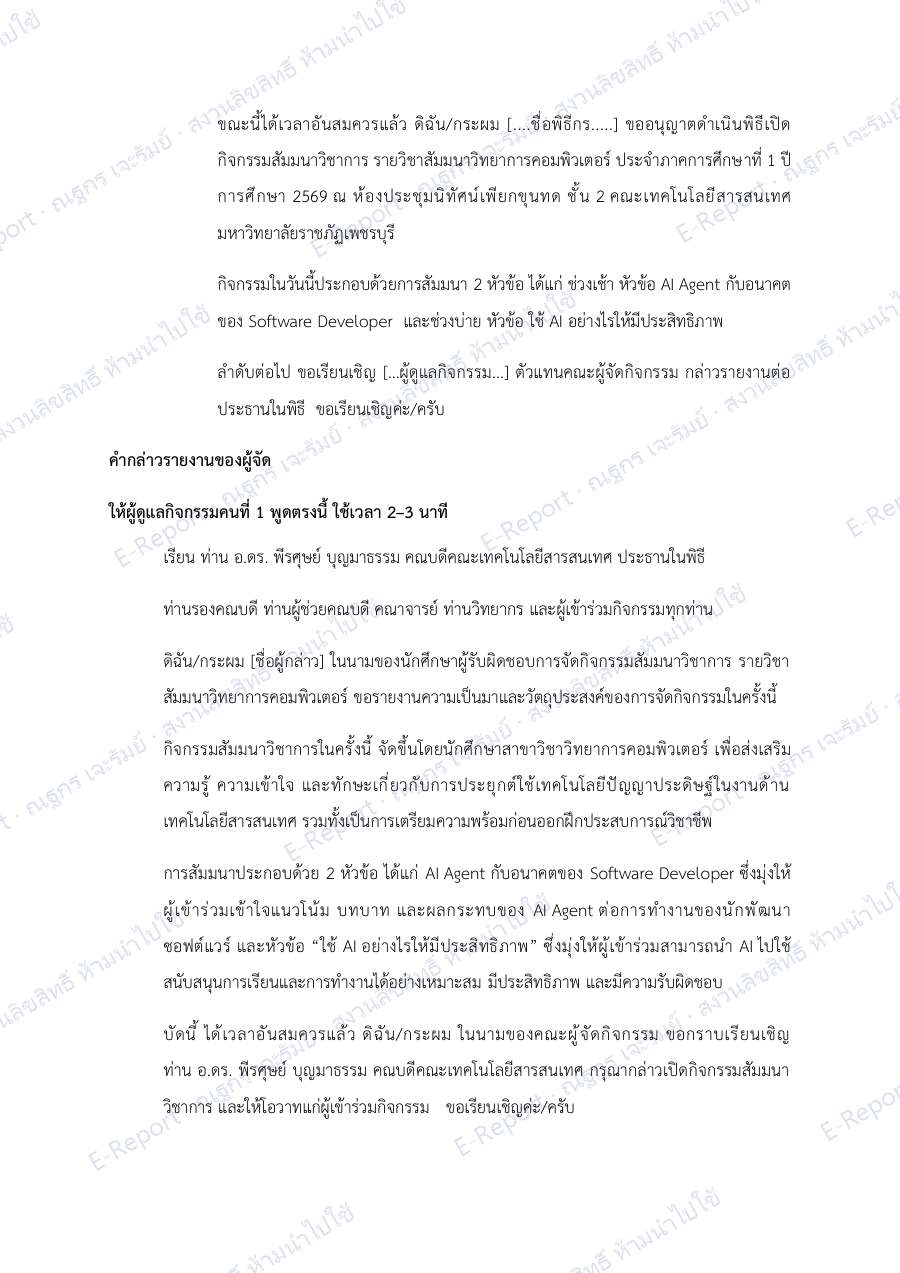 ขณะนี้ได้เวลาอันสมควรแล้ว ดิฉัน/กระผม [....ชื่อพิธีกร.....] ขออนุญาตดำเนินพิธีเปิด
กิจกรรมสัมมนาวิชาการ รายวิชาสัมมนาวิทยาการคอมพิวเตอร์ ประจำภาคการศึกษาที่ 1 ปี
การศึกษา 2569 ณ ห้องประชุมนิทัศน์เพียกขุนทด ชั้น 2 คณะเทคโนโลยีสารสนเทศ
มหาวิทยาลัยราชภัฏเพชรบุรี
กิจกรรมในวันนี้ประกอบด้วยการสัมมนา 2 หัวข้อ ได้แก่ ช่วงเช้า หัวข้อ AI Agent กับอนาคต
ของ Software Developer และช่วงบ่าย หัวข้อ ใช้ AI อย่างไรให้มีประสิทธิภาพ
ลำดับต่อไป ขอเรียนเชิญ [...ผู้ดูแลกิจกรรม...] ตัวแทนคณะผู้จัดกิจกรรม กล่าวรายงานต่อ
ประธานในพิธี ขอเรียนเชิญค่ะ/ครับ
คำกล่าวรายงานของผู้จัด
ให้ผู้ดูแลกิจกรรมคนที่ 1 พูดตรงนี้ ใช้เวลา 2–3 นาที
เรียน ท่าน อ.ดร. พีรศุษย์ บุญมาธรรม คณบดีคณะเทคโนโลยีสารสนเทศ ประธานในพิธี
ท่านรองคณบดี ท่านผู้ช่วยคณบดี คณาจารย์ ท่านวิทยากร และผู้เข้าร่วมกิจกรรมทุกท่าน
ดิฉัน/กระผม [ชื่อผู้กล่าว] ในนามของนักศึกษาผู้รับผิดชอบการจัดกิจกรรมสัมมนาวิชาการ รายวิชา
สัมมนาวิทยาการคอมพิวเตอร์ ขอรายงานความเป็นมาและวัตถุประสงค์ของการจัดกิจกรรมในครั้งนี้
กิจกรรมสัมมนาวิชาการในครั้งนี้ จัดขึ้นโดยนักศึกษาสาขาวิชาวิทยาการคอมพิวเตอร์ เพื่อส่งเสริม
ความรู้ ความเข้าใจ และทักษะเกี่ยวกับการประยุกต์ใช้เทคโนโลยีปัญญาประดิษฐ์ในงานด้าน
เทคโนโลยีสารสนเทศ รวมทั้งเป็นการเตรียมความพร้อมก่อนออกฝึกประสบการณ์วิชาชีพ
การสัมมนาประกอบด้วย 2 หัวข้อ ได้แก่ AI Agent กับอนาคตของ Software Developer ซึ่งมุ่งให้
ผู้เข้าร่วมเข้าใจแนวโน้ม บทบาท และผลกระทบของ AI Agent ต่อการทำงานของนักพัฒนา
ซอฟต์แวร์ และหัวข้อ “ใช้ AI อย่างไรให้มีประสิทธิภาพ” ซึ่งมุ่งให้ผู้เข้าร่วมสามารถนำ AI ไปใช้
สนับสนุนการเรียนและการทำงานได้อย่างเหมาะสม มีประสิทธิภาพ และมีความรับผิดชอบ
บัดนี้ ได้เวลาอันสมควรแล้ว ดิฉัน/กระผม ในนามของคณะผู้จัดกิจกรรม ขอกราบเรียนเชิญ
ท่าน อ.ดร. พีรศุษย์ บุญมาธรรม คณบดีคณะเทคโนโลยีสารสนเทศ กรุณากล่าวเปิดกิจกรรมสัมมนา
วิชาการ และให้โอวาทแก่ผู้เข้าร่วมกิจกรรม ขอเรียนเชิญค่ะ/ครับ
E-Report · ณฐกร เจะรัมย์ · สงวนลิขสิทธิ์ ห้ามนำไปใช้